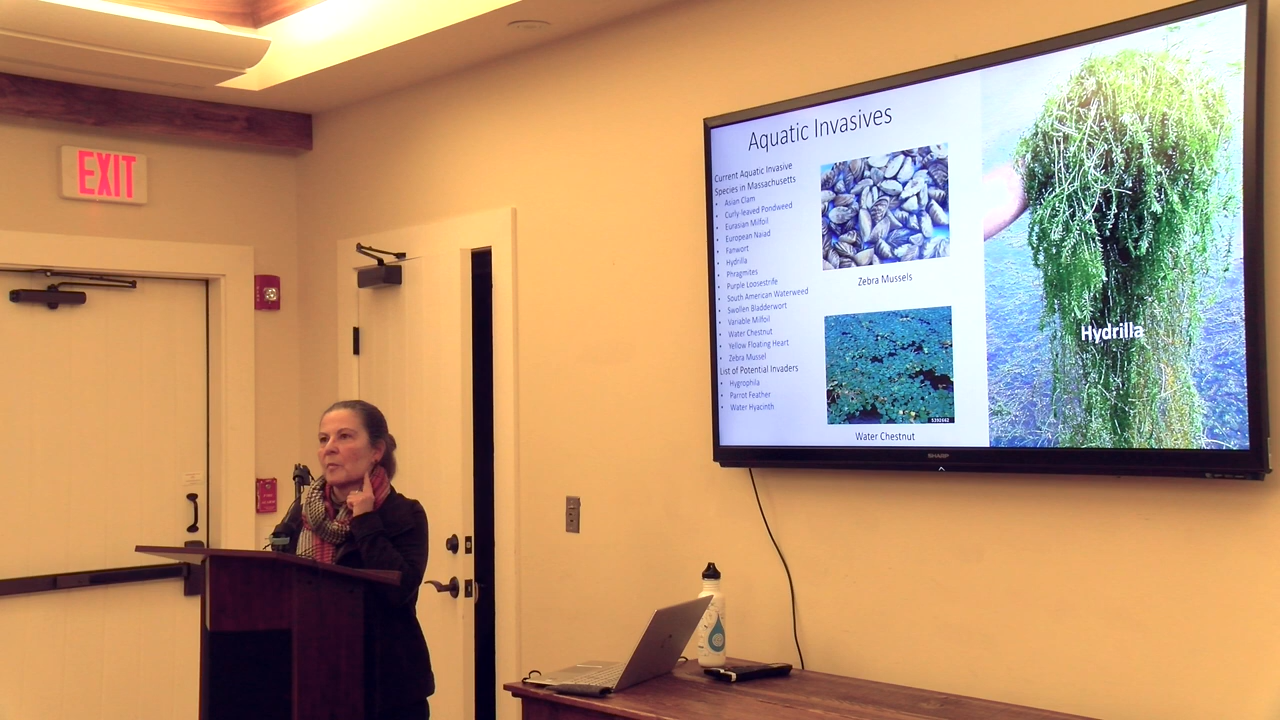 EXIT
Aquatic Invasives
Current Aquatic Invasive
Species in Massachusetts
• Asian Clam
• Curly-leaved Pondweed
• Eurasian Milfoil
• European Naiad
• Fanwort
• Hydrilla
• Phragmites
• Purple Loosestrife
• South American Waterweed
• Swollen Bladderwort
• Variable Milfoil
• Water Chestnut
• Yellow Floating Heart
• Zebra Mussel
List of Potential Invaders
• Hygrophila
• Parrot Feather
• Water Hyacinth
Zebra Mussels
5292642
Water Chestnut
Hydrilla
SHARP